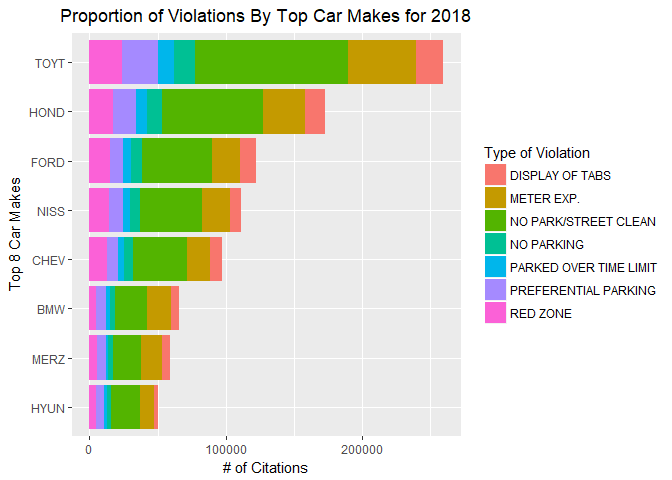 Proportion of Violations By Top Car Makes for 2018
Top 8 Car Makes
TOYT
HOND
FORD
NISS
CHEV
BMW
MERZ
HYUN
0 100000 200000
# of Citations
Type of Violation
DISPLAY OF TABS
METER EXP.
NO PARK/STREET CLEAN
NO PARKING
PARKED OVER TIME LIMIT
PREFERENTIAL PARKING
RED ZONE